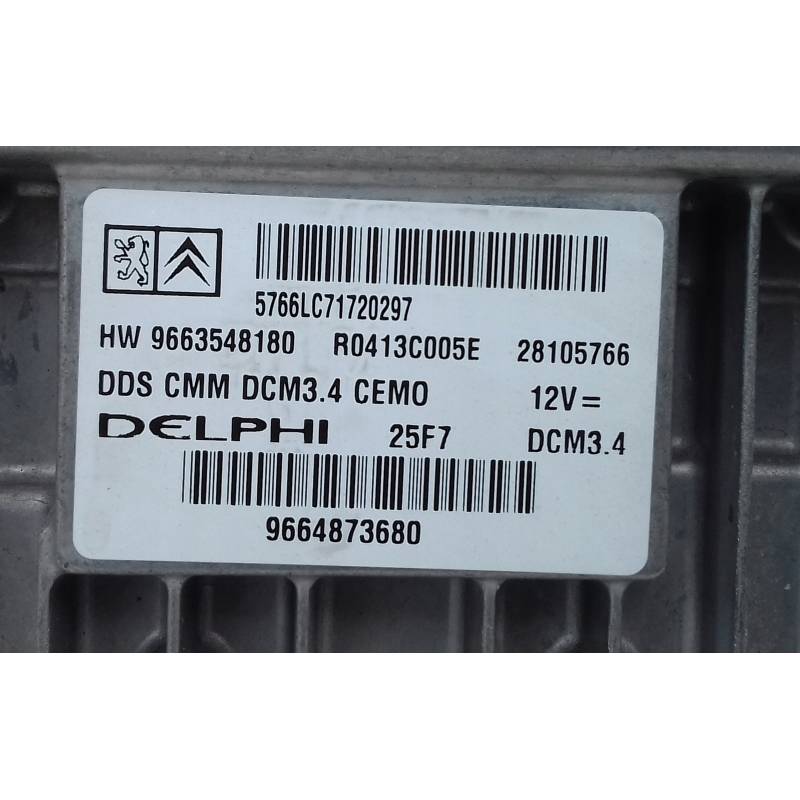 5766LC71720297
HW 9663548180 R0413C005E 28105766
DDS CMM DCM3.4 CEMO 12V=
DELPHI 25F7 DCM3.4
9664873680